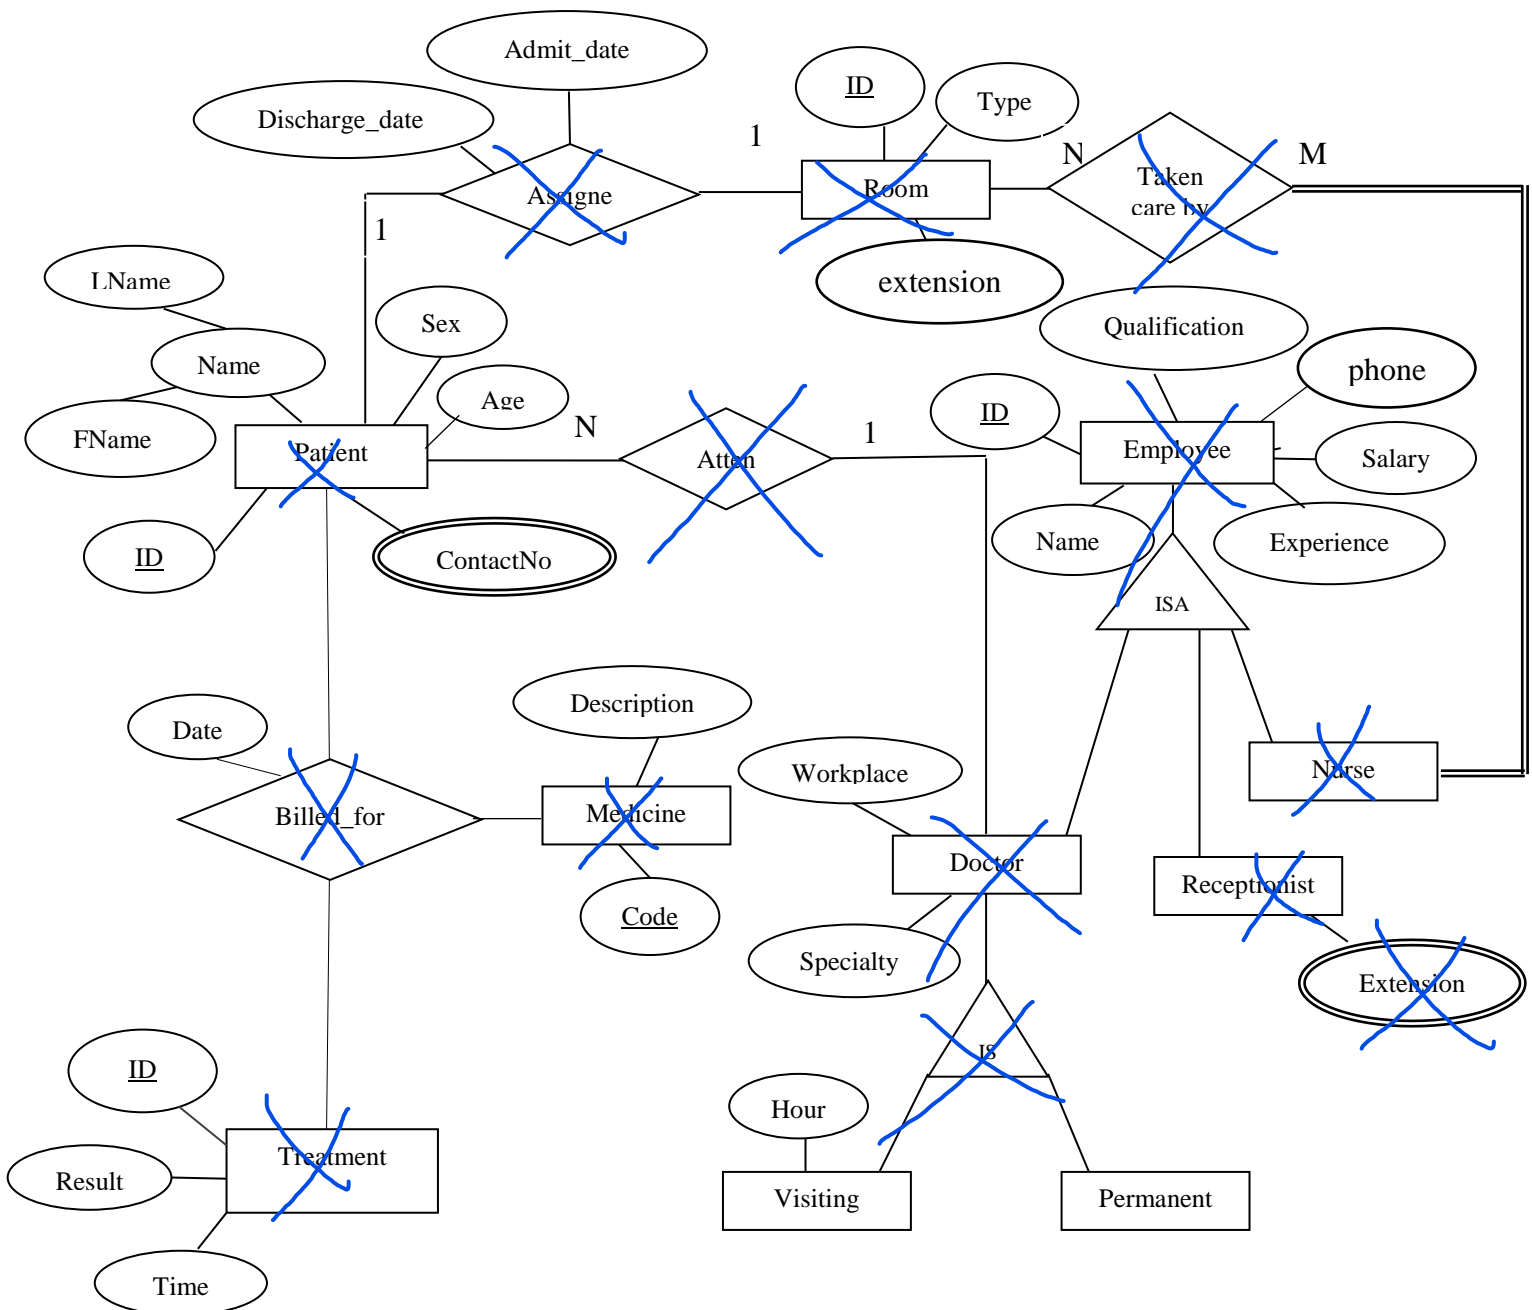 Admit_date
Discharge_date
ID
Type
1
N
M
Assigne
Room
Taken
care by
1
LName
extension
Sex
Qualification
Name
phone
Age
ID
FName
N
1
Patient
Atten
Employee
Salary
ID
ContactNo
Name
Experience
ISA
Description
Date
Workplace
Nurse
Billed_for
Medicine
Doctor
Receptionist
Code
Specialty
Extension
IS
ID
Hour
Treatment
Result
Visiting
Permanent
Time